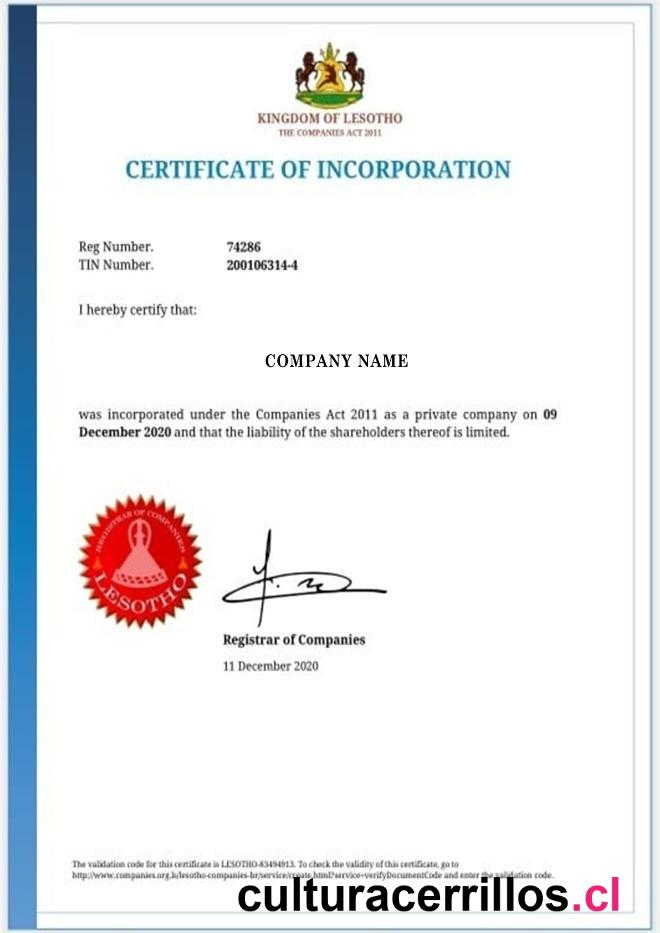 KINGDOM OF LESOTHO
THE COMPANIES ACT 2011
CERTIFICATE OF INCORPORATION
Reg Number. 74286
TIN Number. 200106314-4
I hereby certify that:
COMPANY NAME
was incorporated under the Companies Act 2011 as a private company on 09
December 2020 and that the liability of the shareholders thereof is limited.
OF COMPANIES
LESOTHO
Registrar of Companies
11 December 2020
The validation code for this certificate is LESOTHO-83494913. To check the validity of this certificate, go to
http://www.companies.org.ls/lesotho-companies-br/service/create.html?service=verifyDocumentCode and enter the validation code.
culturacerrillos.cl